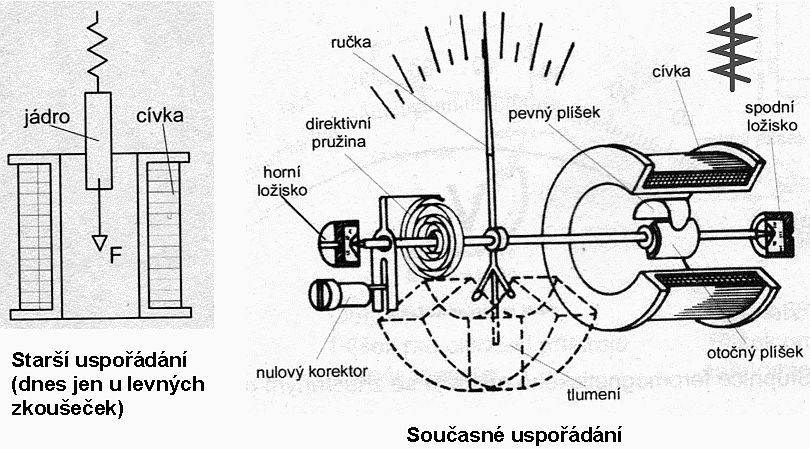 jádro
cívka
F
Starší uspořádání
(dnes jen u levných
zkoušeček)
ručka
direktivní
pružina
horní
ložisko
nulový korektor
pevný plíšek
cívka
spodní
ložisko
otočný plíšek
tlumení
Současné uspořádání